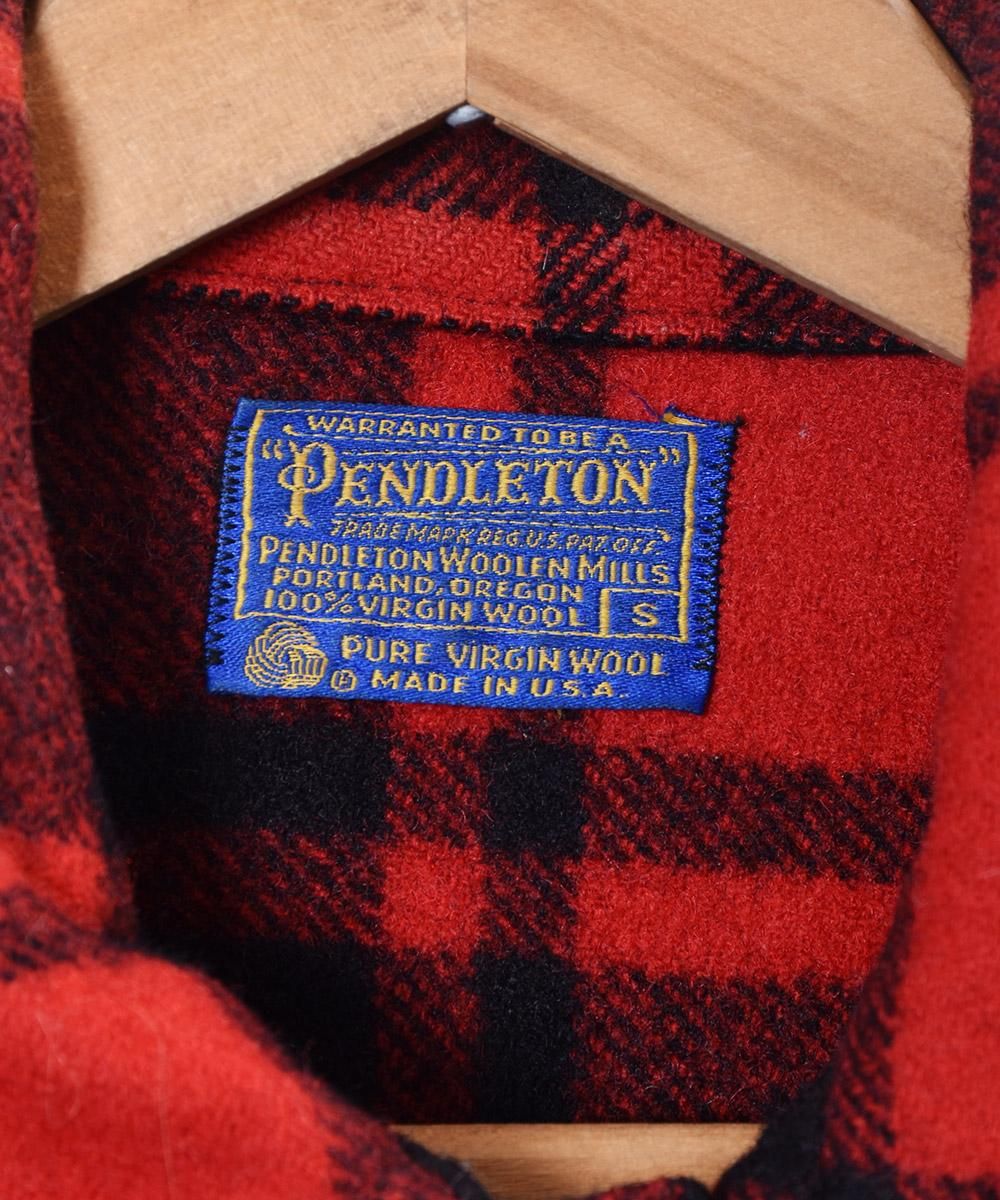 WARRANTED TO BE A
"PENDLETON"
TRADE MARK REG. U.S. PAT. OFF.
PENDLETON WOOLEN MILLS
PORTLAND, OREGON
100% VIRGIN WOOL S
PURE VIRGIN WOOL
® MADE IN U.S.A.